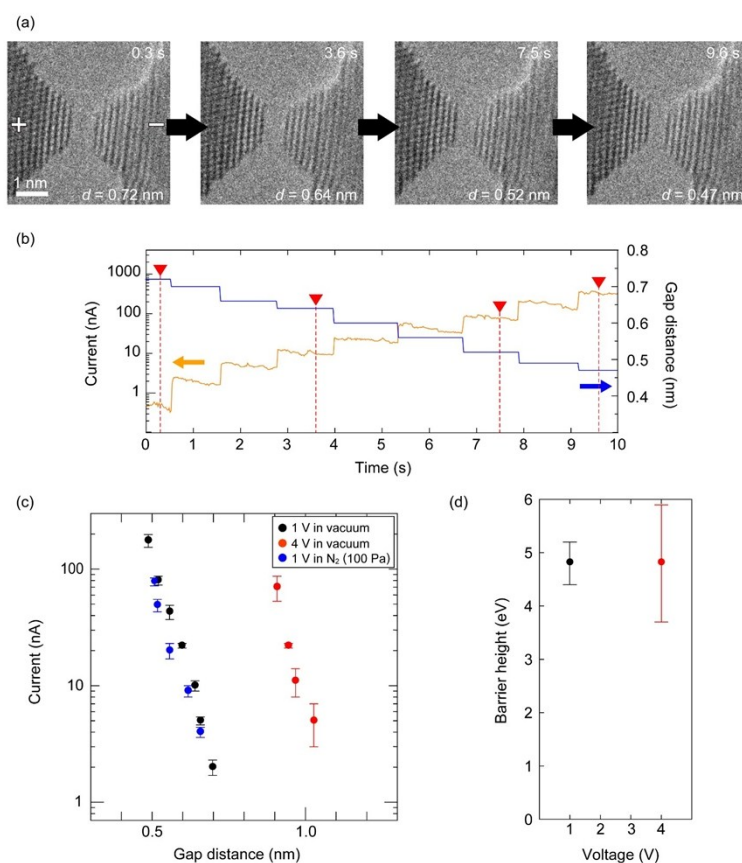 (a)
0.3 s
3.6 s
7.5 s
9.6 s
+
−
1 nm
d = 0.72 nm
d = 0.64 nm
d = 0.52 nm
d = 0.47 nm
(b)
1000
100
10
1
Current (nA)
0.8
0.7
0.6
0.5
0.4
Gap distance (nm)
0 1 2 3 4 5 6 7 8 9 10
Time (s)
(c)
1 V in vacuum
4 V in vacuum
1 V in N₂ (100 Pa)
100
10
1
Current (nA)
0.5 1.0
Gap distance (nm)
(d)
6
5
4
3
2
1
0
Barrier height (eV)
1 2 3 4
Voltage (V)